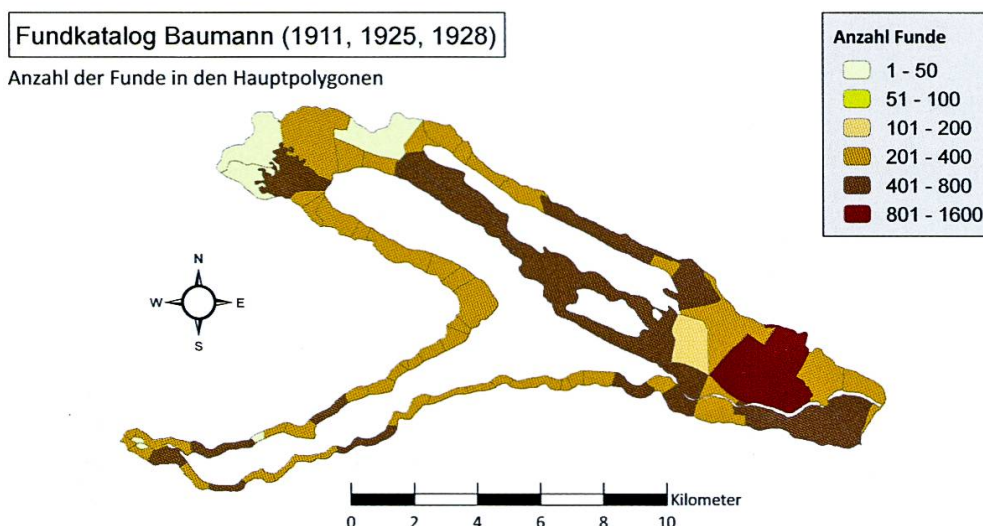 Fundkatalog Baumann (1911, 1925, 1928)
Anzahl der Funde in den Hauptpolygonen
Anzahl Funde
1 - 50
51 - 100
101 - 200
201 - 400
401 - 800
801 - 1600
N
W E
S
Kilometer
0 2 4 6 8 10